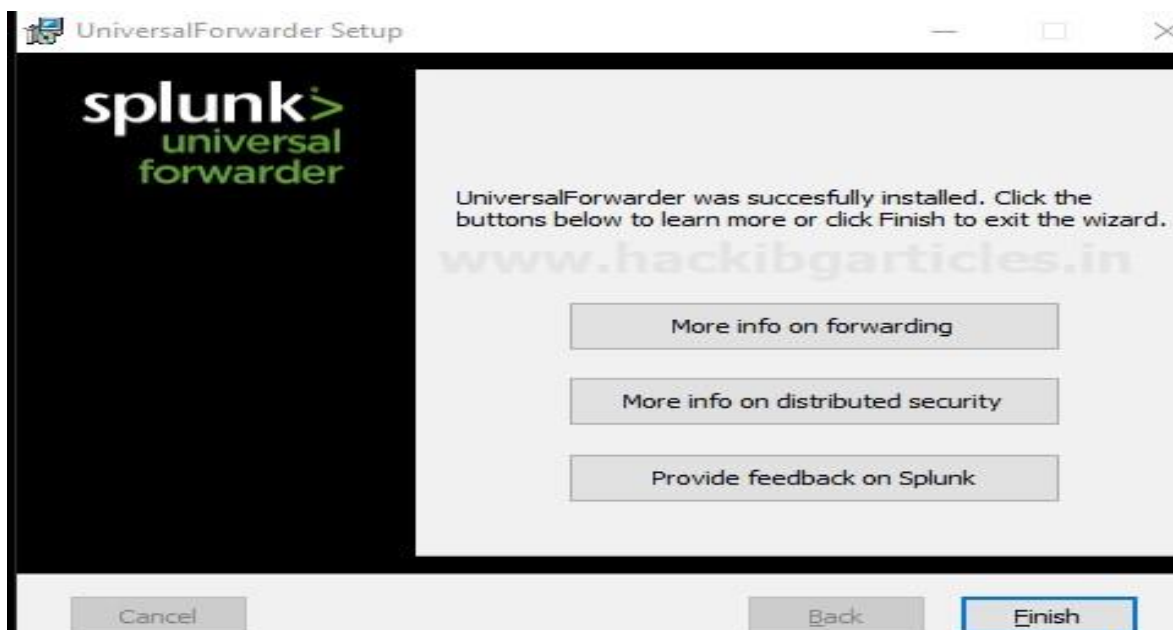 UniversalForwarder Setup
splunk>
universal
forwarder
UniversalForwarder was succesfully installed. Click the
buttons below to learn more or click Finish to exit the wizard.
www.hackibgarticles.in
More info on forwarding
More info on distributed security
Provide feedback on Splunk
Cancel
Back
Finish